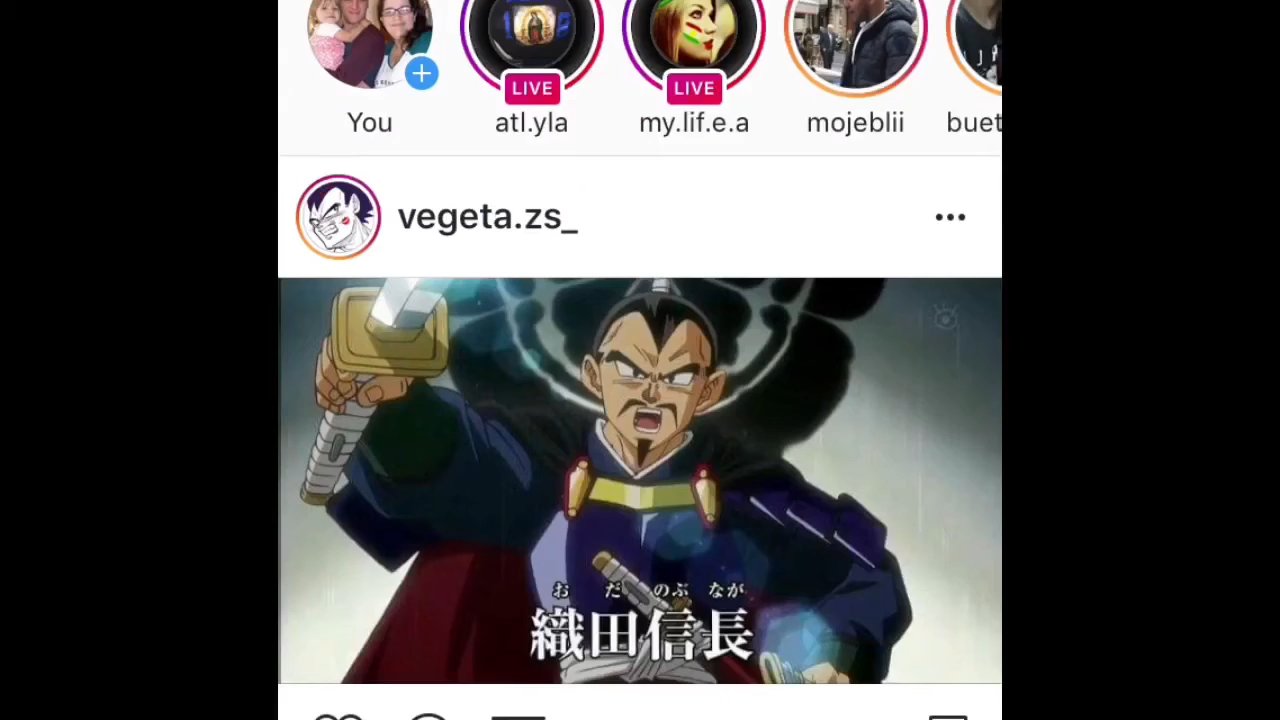 LIVE LIVE
You atl.yla my.lif.e.a mojeblii buet
vegeta.zs_
おだのぶなが
織田信長